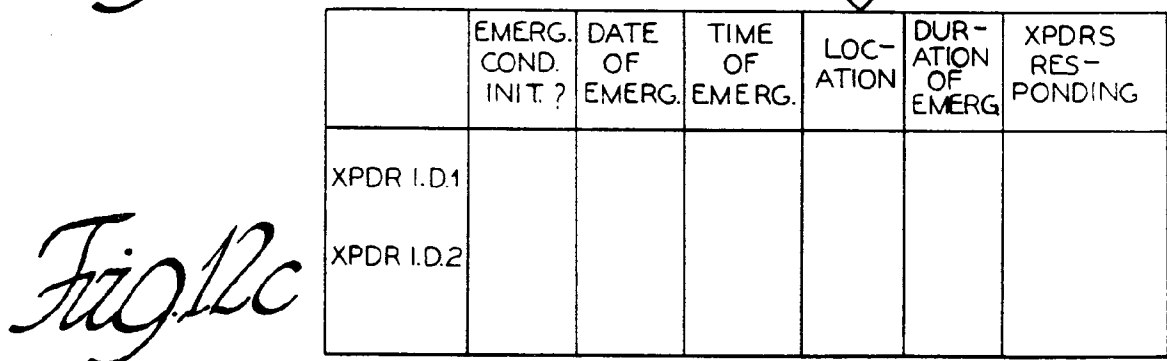 EMERG. COND. INIT. ?
DATE OF EMERG.
TIME OF EMERG.
LOC- ATION
DUR- ATION OF EMERG
XPDRS RES- PONDING
XPDR I.D.1
XPDR I.D.2
Fig.12c